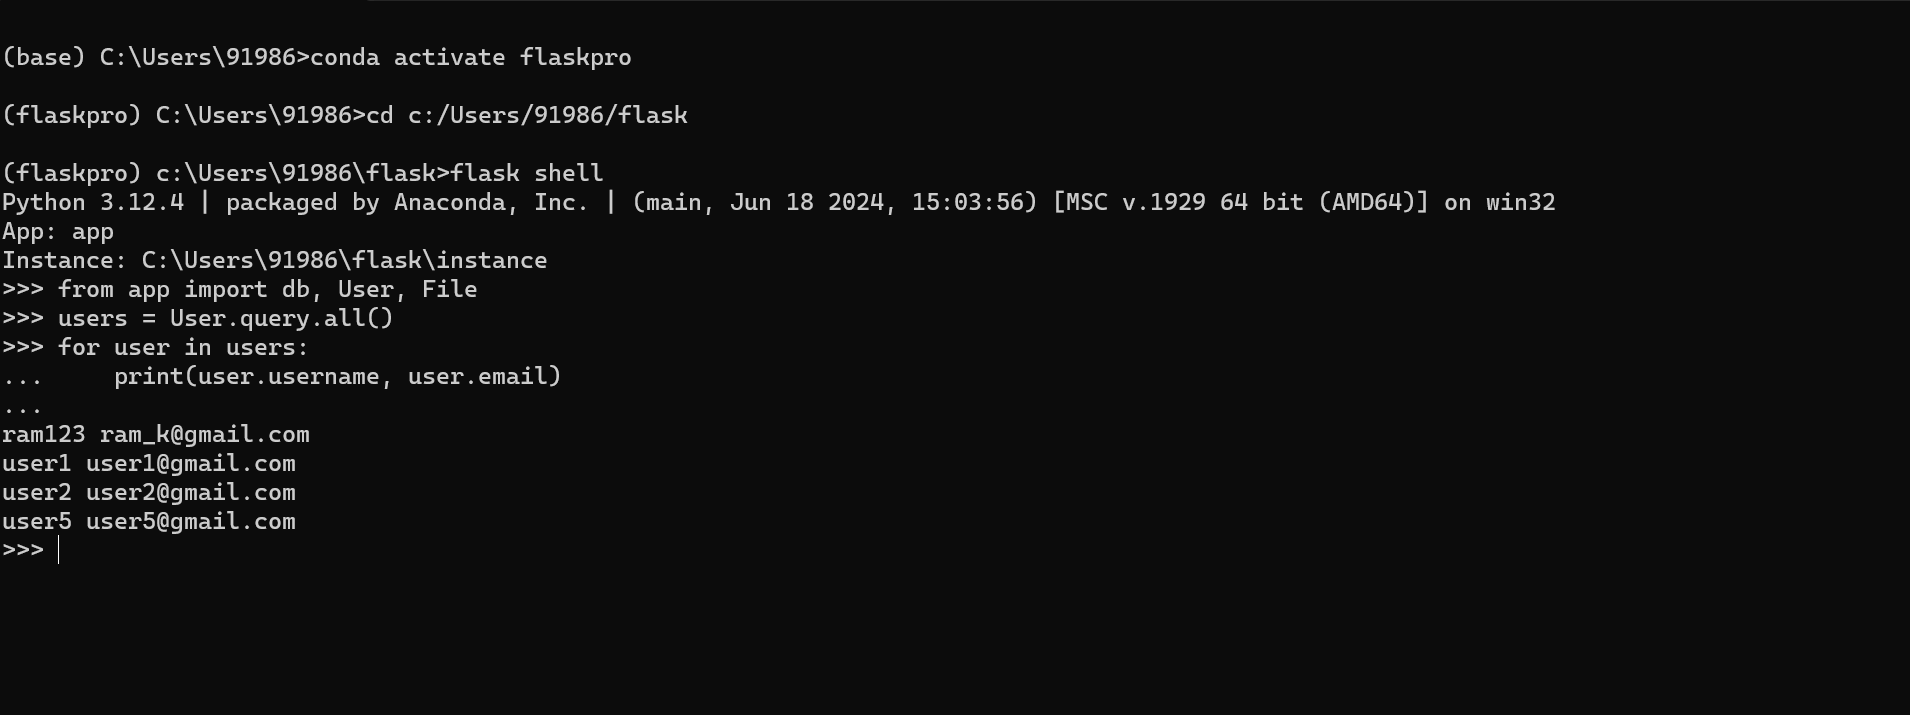 (base) C:\Users\91986>conda activate flaskpro
(flaskpro) C:\Users\91986>cd c:/Users/91986/flask
(flaskpro) c:\Users\91986\flask>flask shell
Python 3.12.4 | packaged by Anaconda, Inc. | (main, Jun 18 2024, 15:03:56) [MSC v.1929 64 bit (AMD64)] on win32
App: app
Instance: C:\Users\91986\flask\instance
>>> from app import db, User, File
>>> users = User.query.all()
>>> for user in users:
...     print(user.username, user.email)
...
ram123 ram_k@gmail.com
user1 user1@gmail.com
user2 user2@gmail.com
user5 user5@gmail.com
>>>